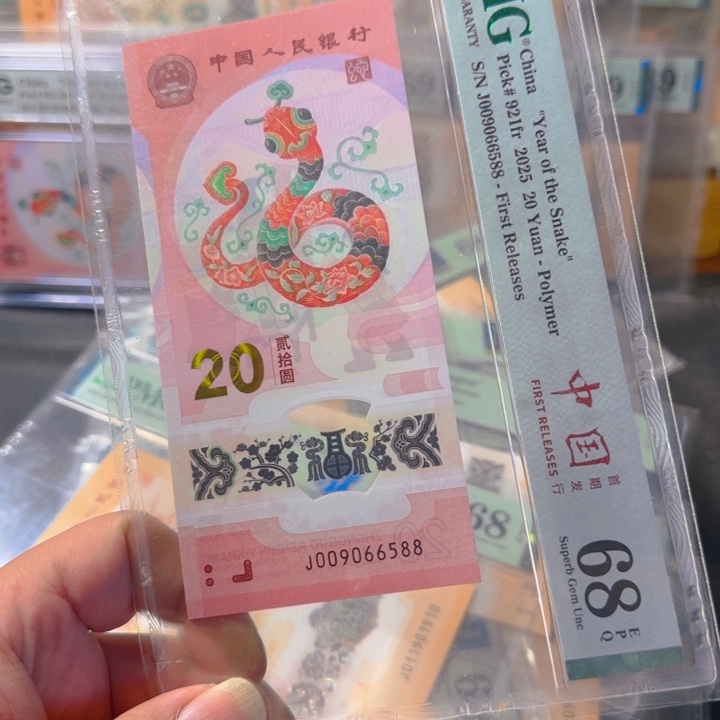 中国人民银行
20
贰拾圆
J009066588
China
"Year of the Snake"
Pick# 921fr 2025 20 Yuan - Polymer
S/N J009066588 - First Releases
中国
FIRST RELEASES
首期
发行
68
EPQ
Superb Gem Unc